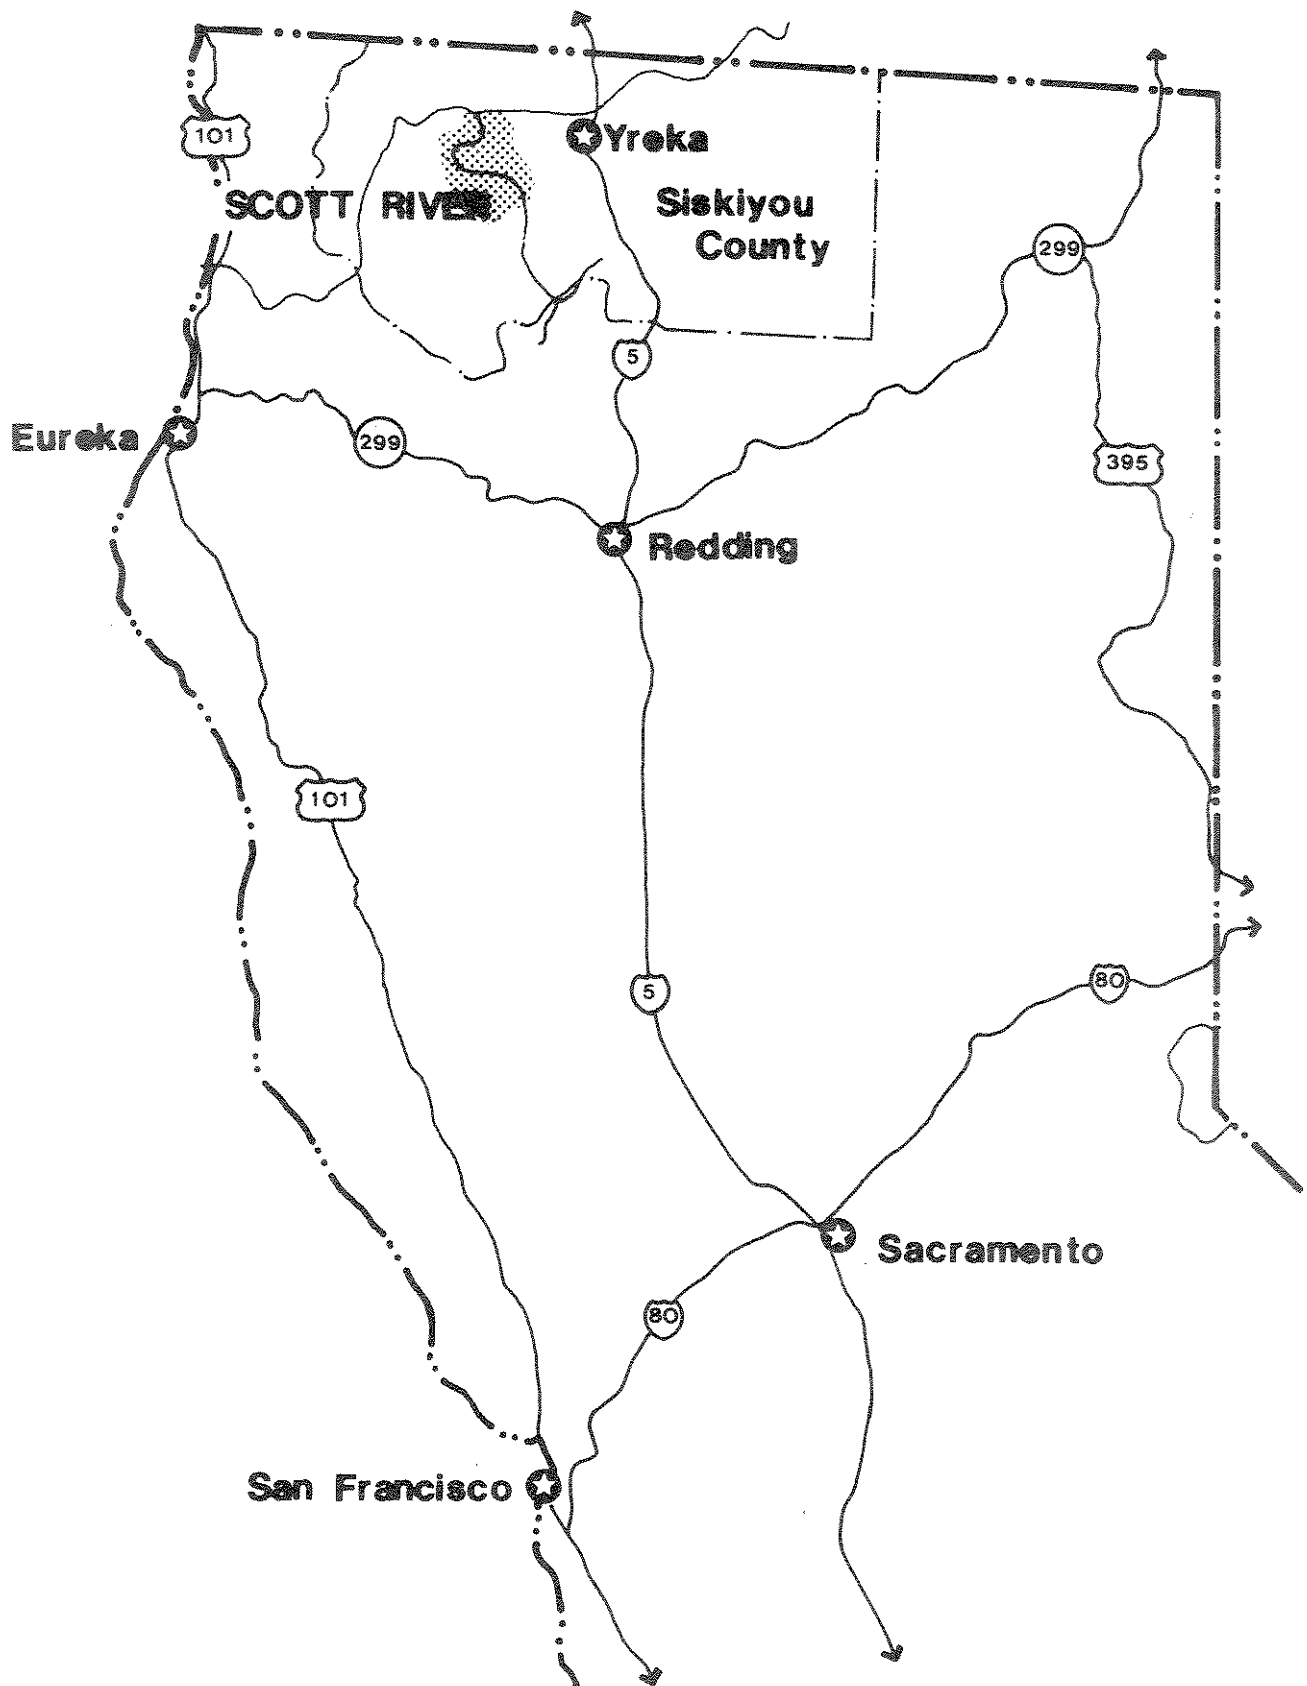 101
Yreka
SCOTT RIVER
Siskiyou
County
299
5
Eureka
299
395
Redding
101
5
80
Sacramento
80
San Francisco